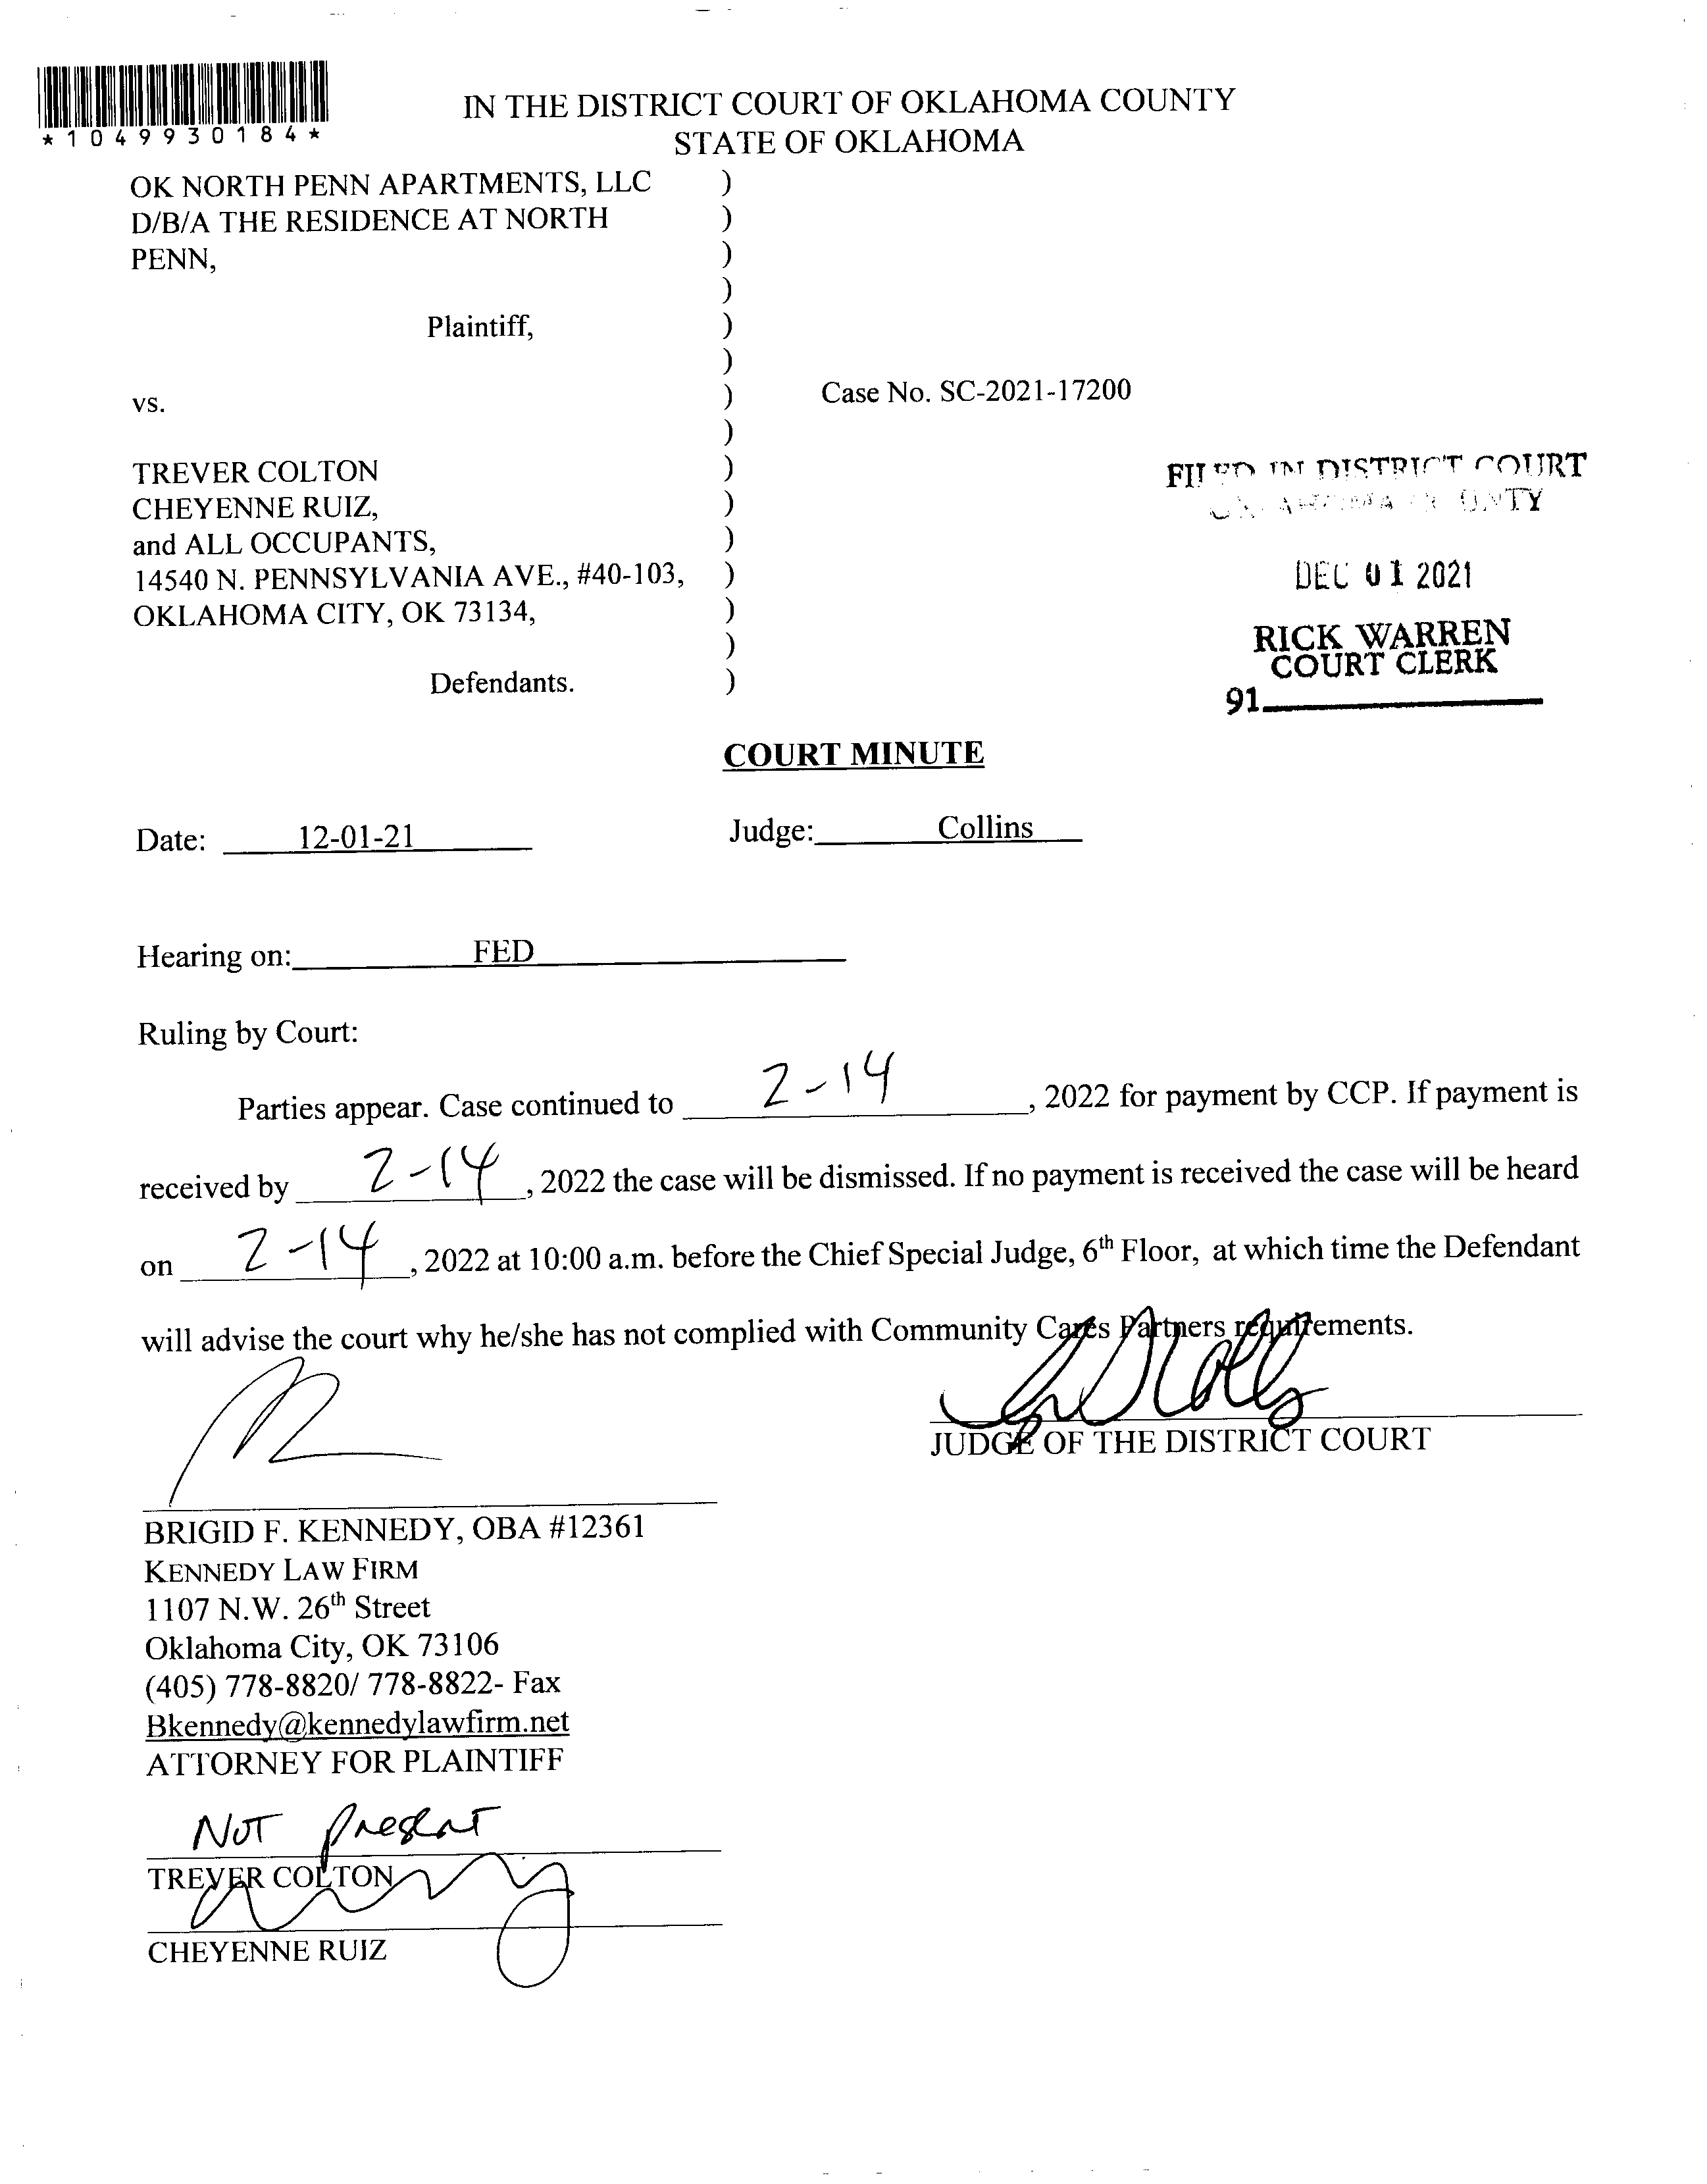 *1049930184*
IN THE DISTRICT COURT OF OKLAHOMA COUNTY
STATE OF OKLAHOMA
OK NORTH PENN APARTMENTS, LLC )
D/B/A THE RESIDENCE AT NORTH )
PENN, )
)
Plaintiff, )
)
vs. ) Case No. SC-2021-17200
)
TREVER COLTON )
CHEYENNE RUIZ, )
and ALL OCCUPANTS, )
14540 N. PENNSYLVANIA AVE., #40-103, )
OKLAHOMA CITY, OK 73134, )
)
Defendants. )
FILED IN DISTRICT COURT
OKLAHOMA COUNTY
DEC 01 2021
RICK WARREN
COURT CLERK
91
COURT MINUTE
Date: 12-01-21 Judge: Collins
Hearing on: FED
Ruling by Court:
Parties appear. Case continued to 2-14, 2022 for payment by CCP. If payment is
received by 2-14, 2022 the case will be dismissed. If no payment is received the case will be heard
on 2-14, 2022 at 10:00 a.m. before the Chief Special Judge, 6th Floor, at which time the Defendant
will advise the court why he/she has not complied with Community Cares Partners requirements.
JUDGE OF THE DISTRICT COURT
BRIGID F. KENNEDY, OBA #12361
KENNEDY LAW FIRM
1107 N.W. 26th Street
Oklahoma City, OK 73106
(405) 778-8820/ 778-8822- Fax
Bkennedy@kennedylawfirm.net
ATTORNEY FOR PLAINTIFF
Not Present
TREVER COLTON
CHEYENNE RUIZ